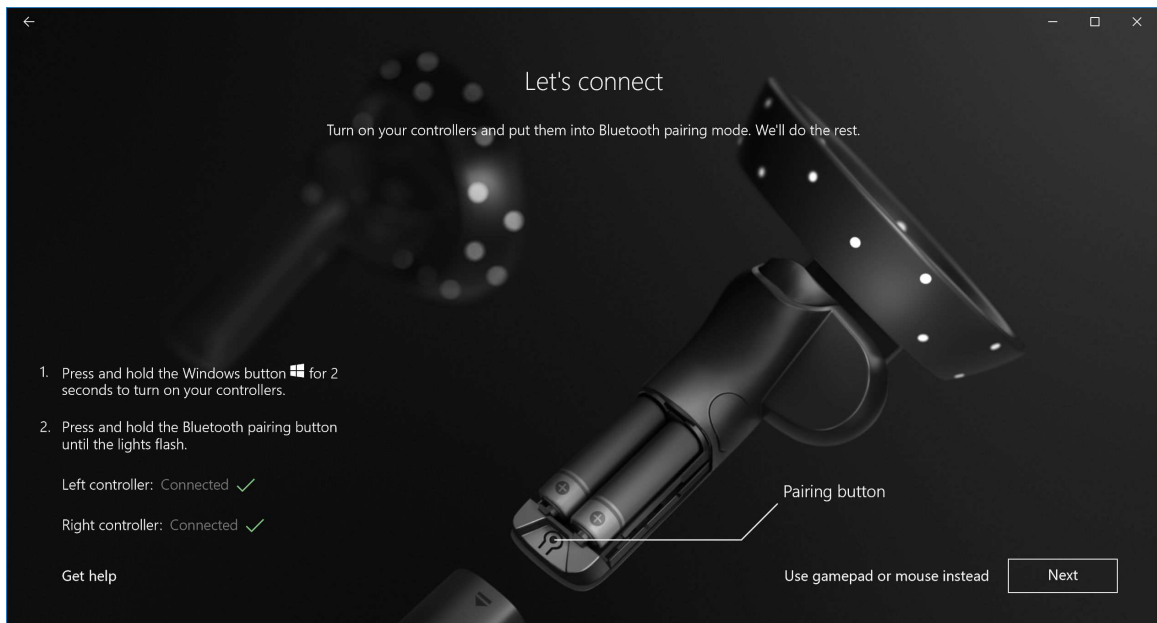 Let's connect
Turn on your controllers and put them into Bluetooth pairing mode. We'll do the rest.
1. Press and hold the Windows button for 2
seconds to turn on your controllers.
2. Press and hold the Bluetooth pairing button
until the lights flash.
Left controller: Connected
Right controller: Connected
Pairing button
Get help
Use gamepad or mouse instead
Next